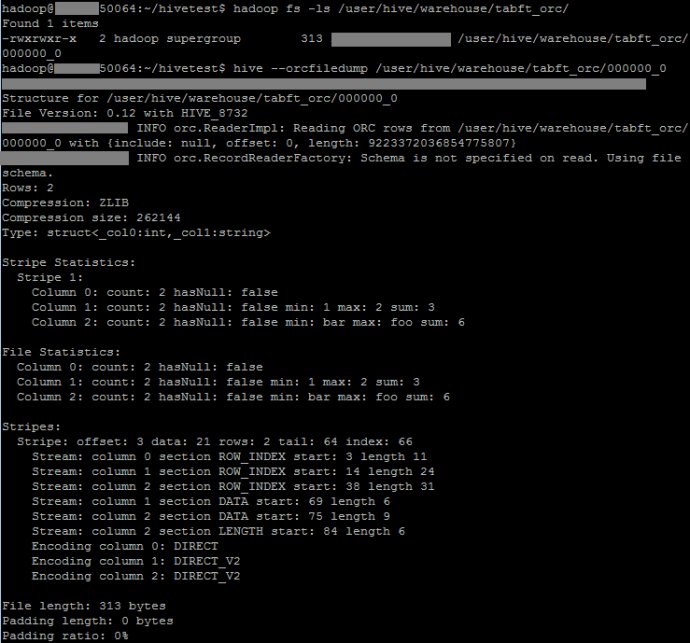 hadoop@ 50064:~/hivetest$ hadoop fs -ls /user/hive/warehouse/tabft_orc/
Found 1 items
-rwxrwxr-x   2 hadoop supergroup        313 /user/hive/warehouse/tabft_orc/
000000_0
hadoop@ 50064:~/hivetest$ hive --orcfiledump /user/hive/warehouse/tabft_orc/000000_0
Structure for /user/hive/warehouse/tabft_orc/000000_0
File Version: 0.12 with HIVE_8732
INFO orc.ReaderImpl: Reading ORC rows from /user/hive/warehouse/tabft_orc/
000000_0 with {include: null, offset: 0, length: 9223372036854775807}
INFO orc.RecordReaderFactory: Schema is not specified on read. Using file
schema.
Rows: 2
Compression: ZLIB
Compression size: 262144
Type: struct<_col0:int,_col1:string>
Stripe Statistics:
  Stripe 1:
    Column 0: count: 2 hasNull: false
    Column 1: count: 2 hasNull: false min: 1 max: 2 sum: 3
    Column 2: count: 2 hasNull: false min: bar max: foo sum: 6
File Statistics:
  Column 0: count: 2 hasNull: false
  Column 1: count: 2 hasNull: false min: 1 max: 2 sum: 3
  Column 2: count: 2 hasNull: false min: bar max: foo sum: 6
Stripes:
  Stripe: offset: 3 data: 21 rows: 2 tail: 64 index: 66
    Stream: column 0 section ROW_INDEX start: 3 length 11
    Stream: column 1 section ROW_INDEX start: 14 length 24
    Stream: column 2 section ROW_INDEX start: 38 length 31
    Stream: column 1 section DATA start: 69 length 6
    Stream: column 2 section DATA start: 75 length 9
    Stream: column 2 section LENGTH start: 84 length 6
    Encoding column 0: DIRECT
    Encoding column 1: DIRECT_V2
    Encoding column 2: DIRECT_V2
File length: 313 bytes
Padding length: 0 bytes
Padding ratio: 0%